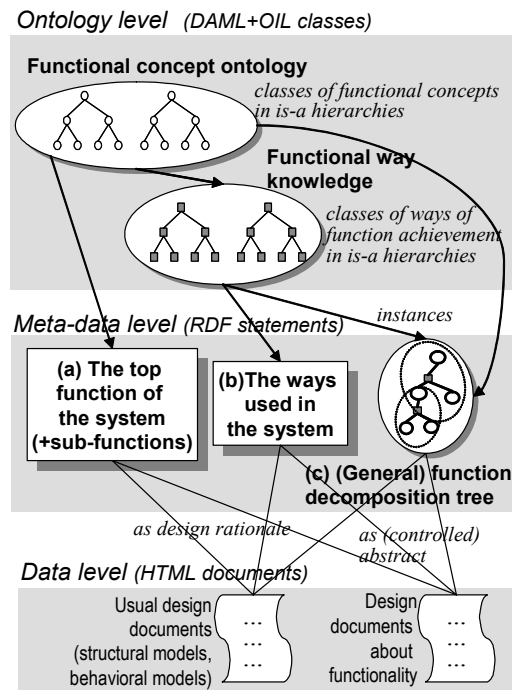 Ontology level (DAML+OIL classes)
Functional concept ontology
classes of functional concepts
in is-a hierarchies
Functional way
knowledge
classes of ways of
function achievement
in is-a hierarchies
instances
Meta-data level (RDF statements)
(a) The top
function of
the system
(+sub-functions)
(b)The ways
used in
the system
(c) (General) function
decomposition tree
as design rationale
as (controlled)
abstract
Data level (HTML documents)
Usual design
documents
(structural models,
behavioral models)
...
...
...
Design
documents
about
functionality
...
...
...